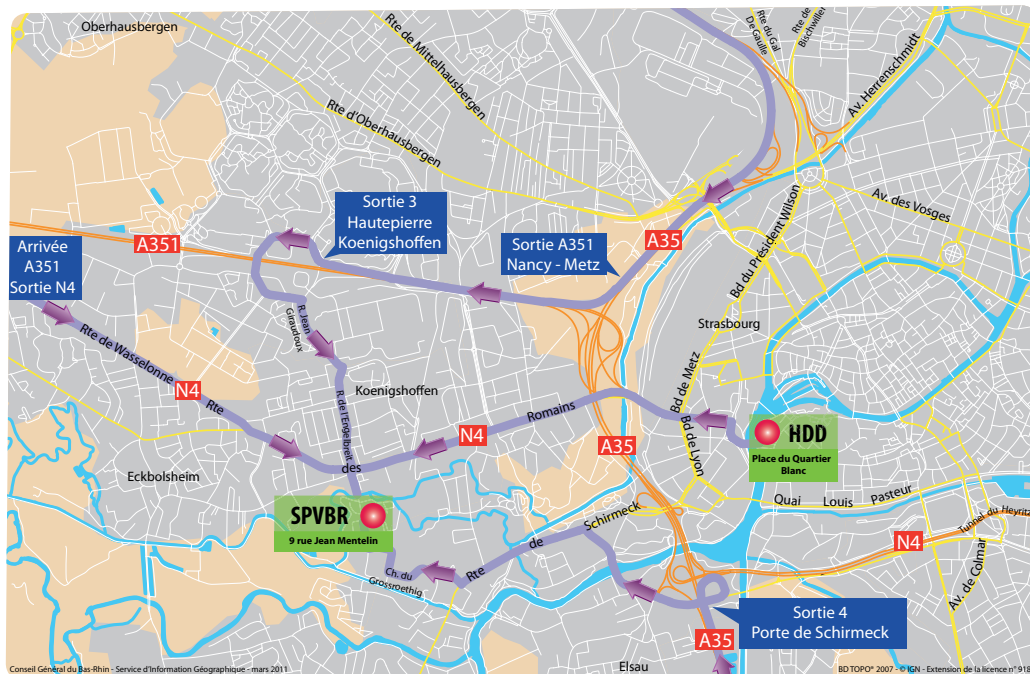 Oberhausbergen
Rte de Mittelhausbergen
Rte d'Oberhausbergen
Rte du Gal
De Gaulle
Rte de
Bischwiller
Av. Herrenschmidt
Av. des Vosges
Bd du Président Wilson
Sortie 3
Hautepierre
Koenigshoffen
Sortie A351
Nancy - Metz
A35
A351
Arrivée
A351
Sortie N4
Rte de Wasselonne
N4
Rte
des
Romains
N4
R. Jean
Giraudoux
R. de l'Engelbreit
Koenigshoffen
Strasbourg
Bd de Metz
Bd de Lyon
A35
HDD
Place du Quartier
Blanc
Eckbolsheim
SPVBR
9 rue Jean Mentelin
Quai Louis Pasteur
Tunnel du Heyritz
N4
Av. de Colmar
Rte de Schirmeck
Ch. du
Grossroethig
Sortie 4
Porte de Schirmeck
A35
Elsau
Conseil Général du Bas-Rhin - Service d'Information Géographique - mars 2011
BD TOPO® 2007 - © IGN - Extension de la licence n° 918